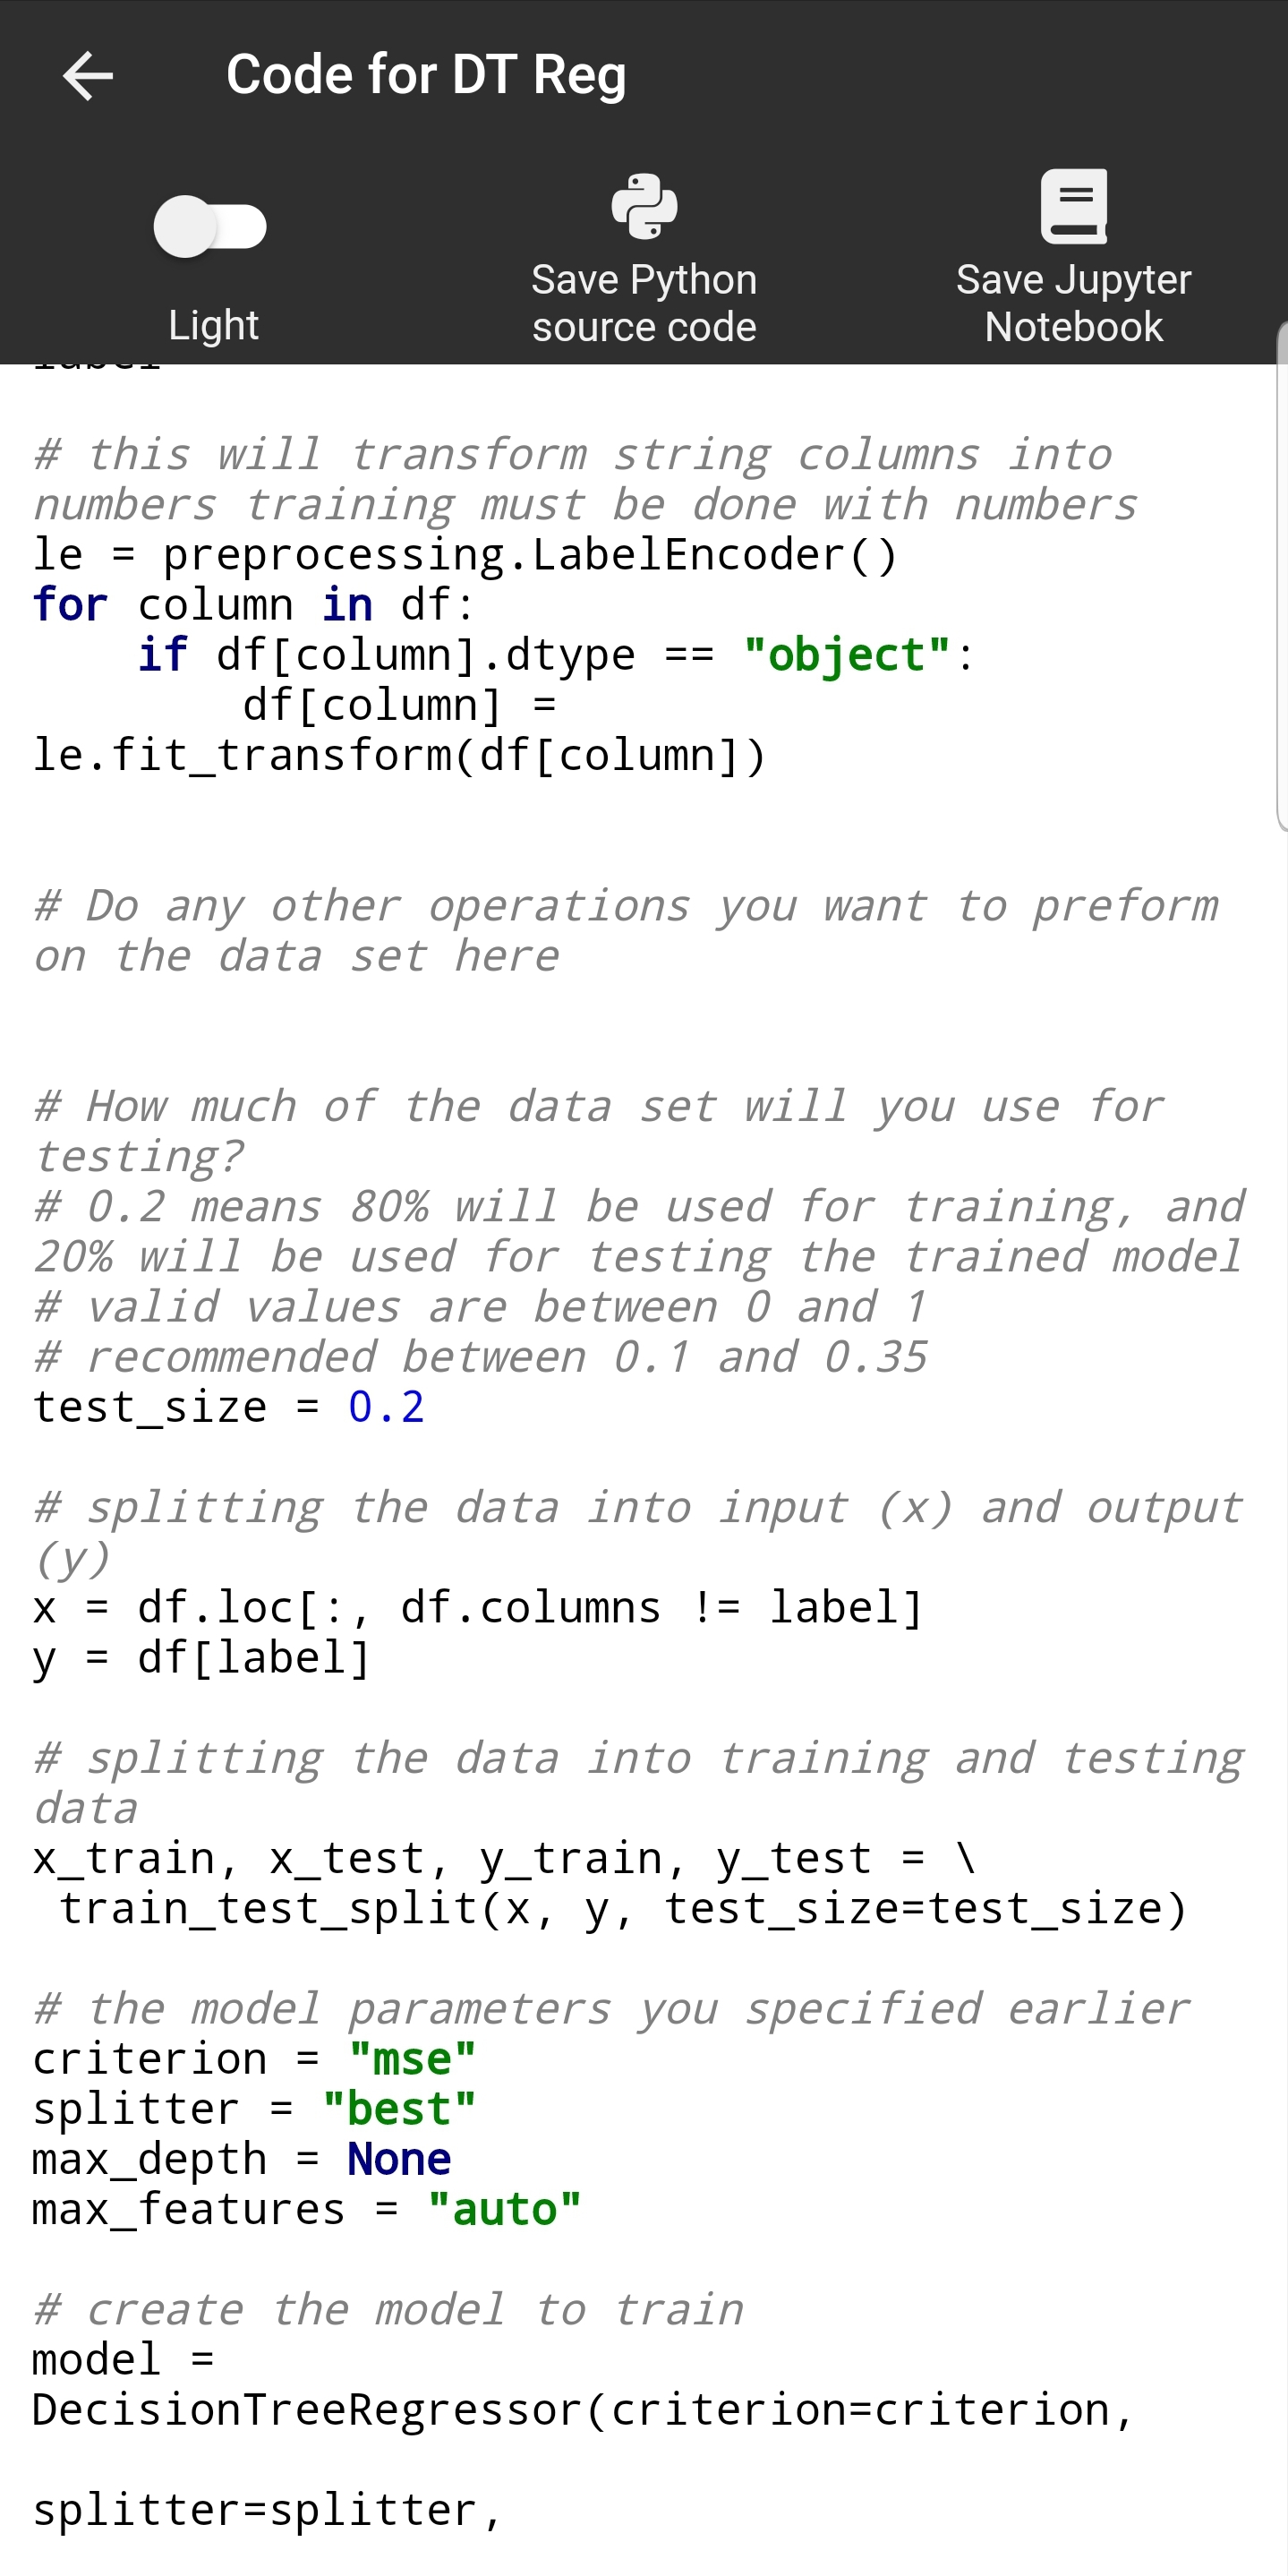 Code for DT Reg
Light
Save Python
source code
Save Jupyter
Notebook
label
# this will transform string columns into
numbers training must be done with numbers
le = preprocessing.LabelEncoder()
for column in df:
    if df[column].dtype == "object":
        df[column] =
le.fit_transform(df[column])
# Do any other operations you want to preform
on the data set here
# How much of the data set will you use for
testing?
# 0.2 means 80% will be used for training, and
20% will be used for testing the trained model
# valid values are between 0 and 1
# recommended between 0.1 and 0.35
test_size = 0.2
# splitting the data into input (x) and output
(y)
x = df.loc[:, df.columns != label]
y = df[label]
# splitting the data into training and testing
data
x_train, x_test, y_train, y_test = \
 train_test_split(x, y, test_size=test_size)
# the model parameters you specified earlier
criterion = "mse"
splitter = "best"
max_depth = None
max_features = "auto"
# create the model to train
model =
DecisionTreeRegressor(criterion=criterion,
splitter=splitter,